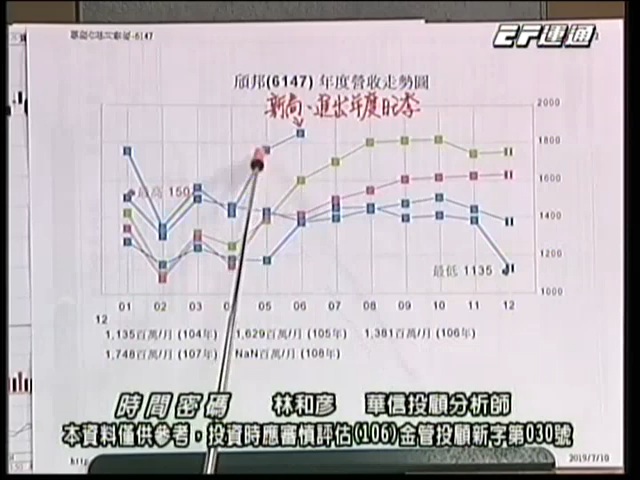 6147
頎邦(6147) 年度營收走勢圖
新高、進出年度旺季
2000
1800
1600
1400
1200
1000
最高 150
最低 1135
01 02 03 04 05 06 07 08 09 10 11 12
12
1,135百萬/月 (104年) 1,629百萬/月 (105年) 1,381百萬/月 (106年)
1,748百萬/月 (107年) NaN百萬/月 (108年)
時間密碼 林和彦 華信投顧分析師
本資料僅供參考，投資時應審慎評估(106)金管投顧新字第030號
2019/7/10